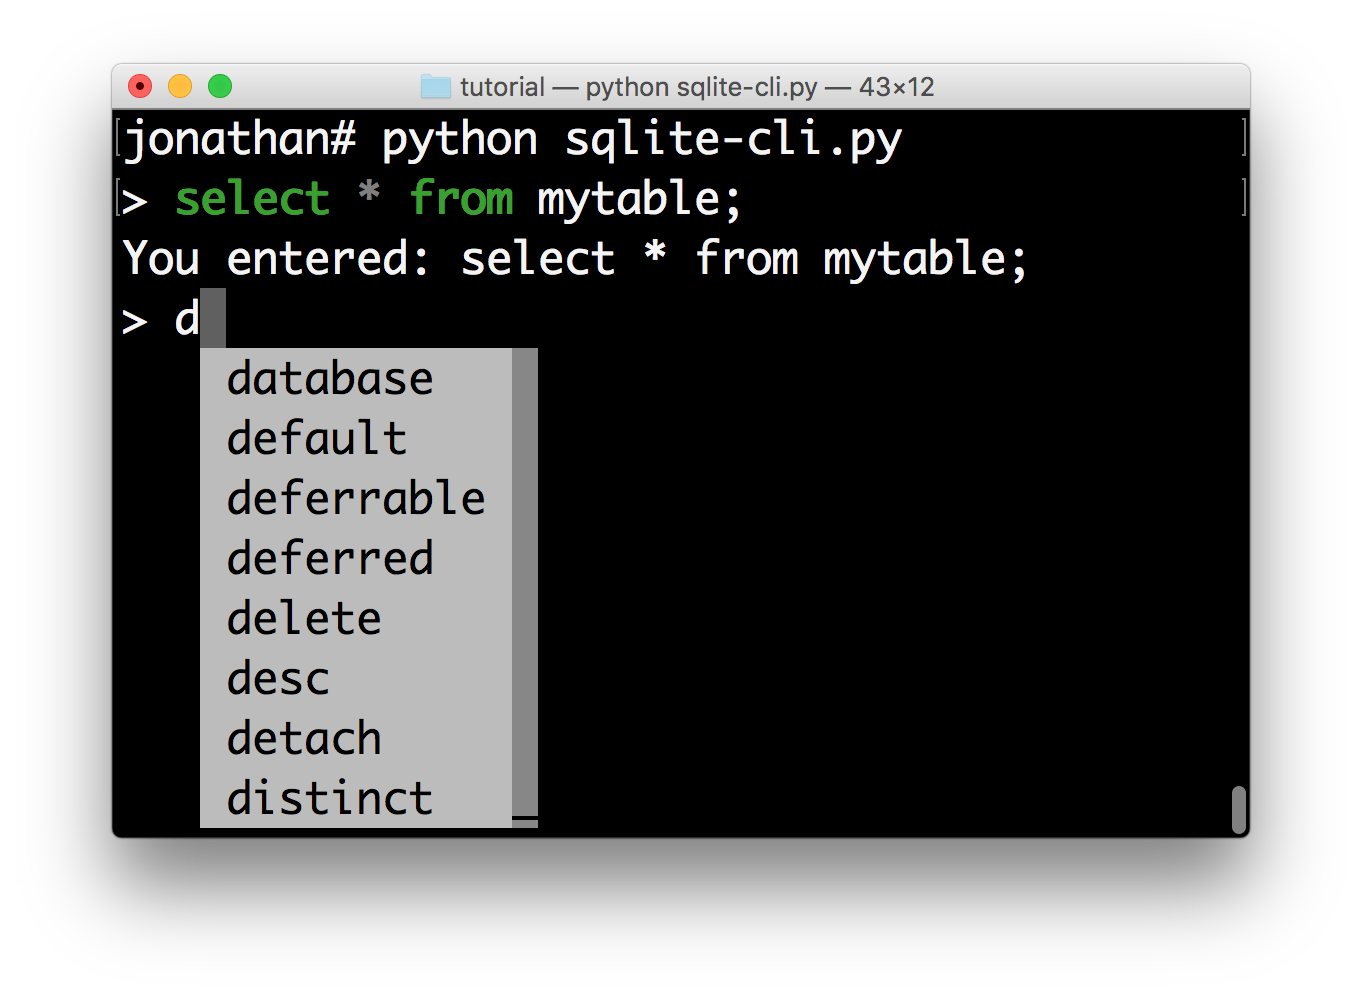 tutorial — python sqlite-cli.py — 43×12
jonathan# python sqlite-cli.py
> select * from mytable;
You entered: select * from mytable;
> d
database
default
deferrable
deferred
delete
desc
detach
distinct